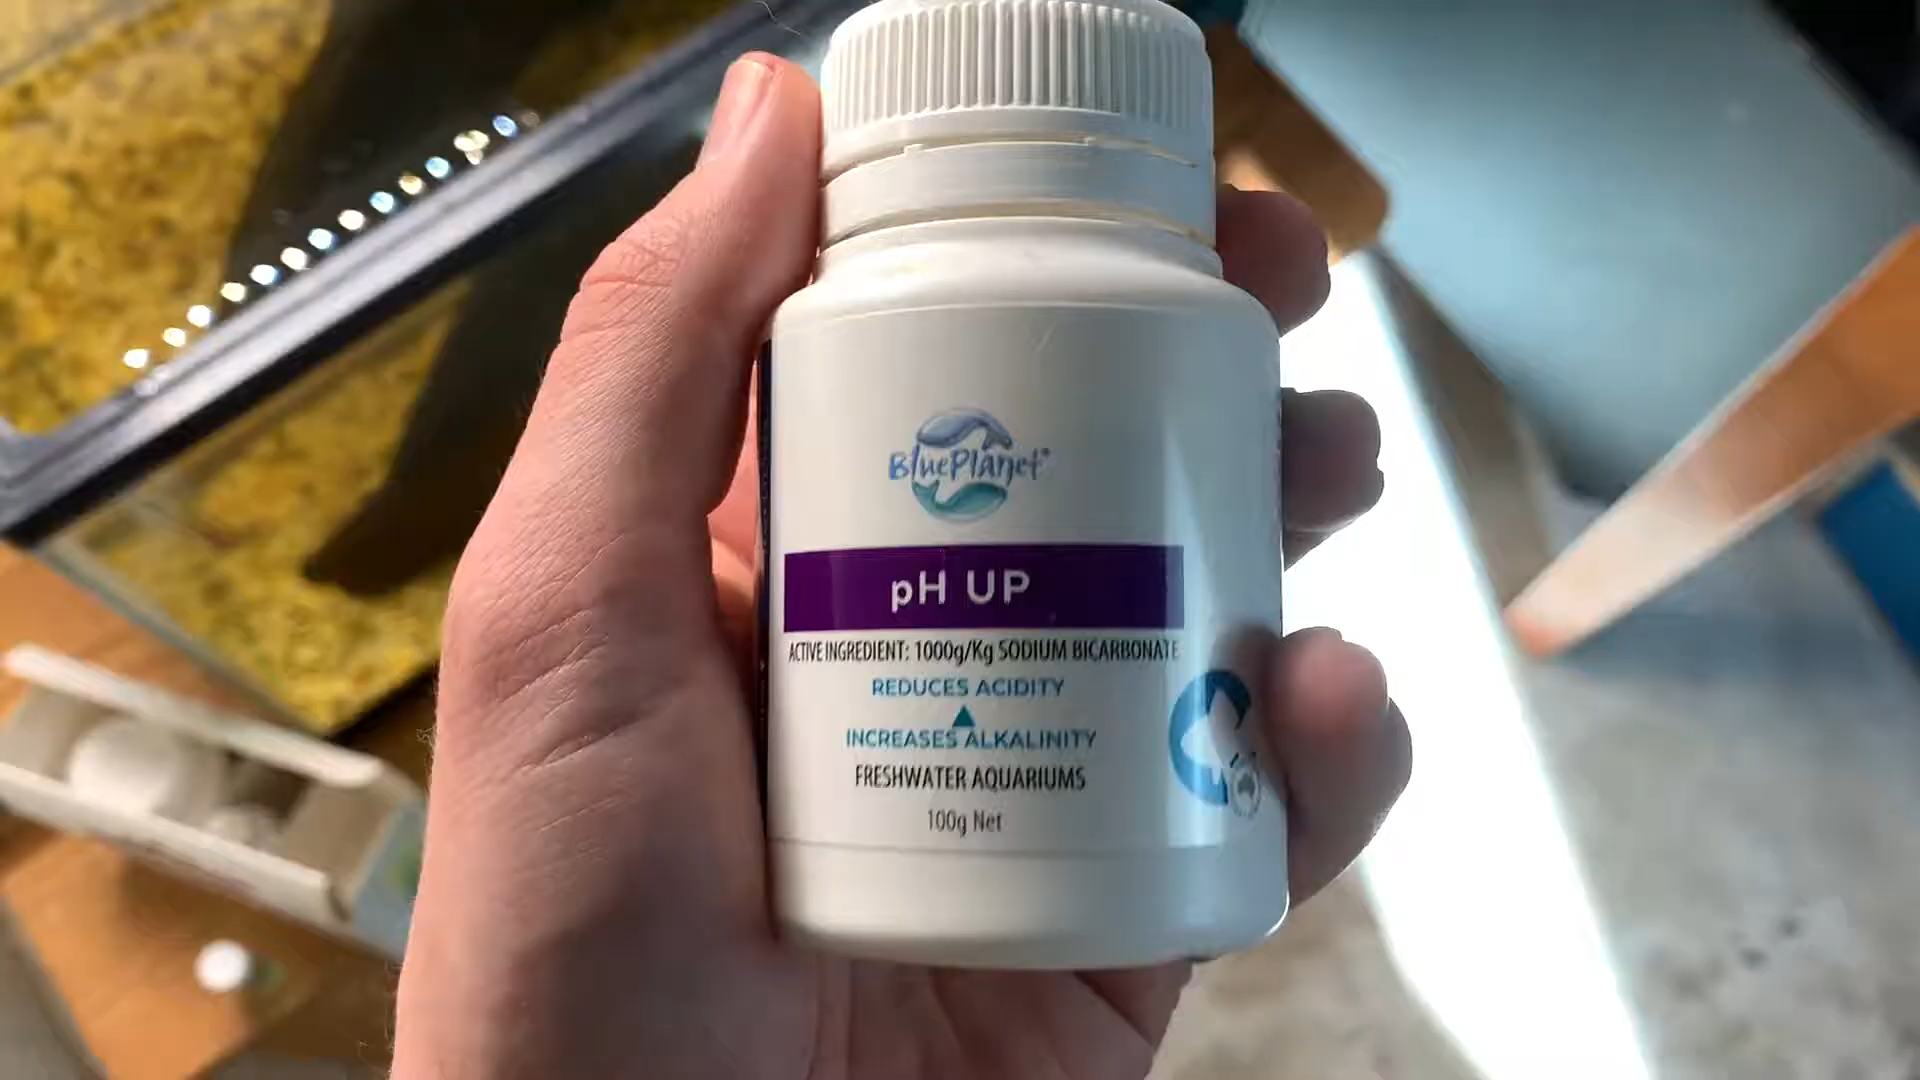 BluePlanet®
pH UP
ACTIVE INGREDIENT: 1000g/Kg SODIUM BICARBONATE
REDUCES ACIDITY
INCREASES ALKALINITY
FRESHWATER AQUARIUMS
100g Net